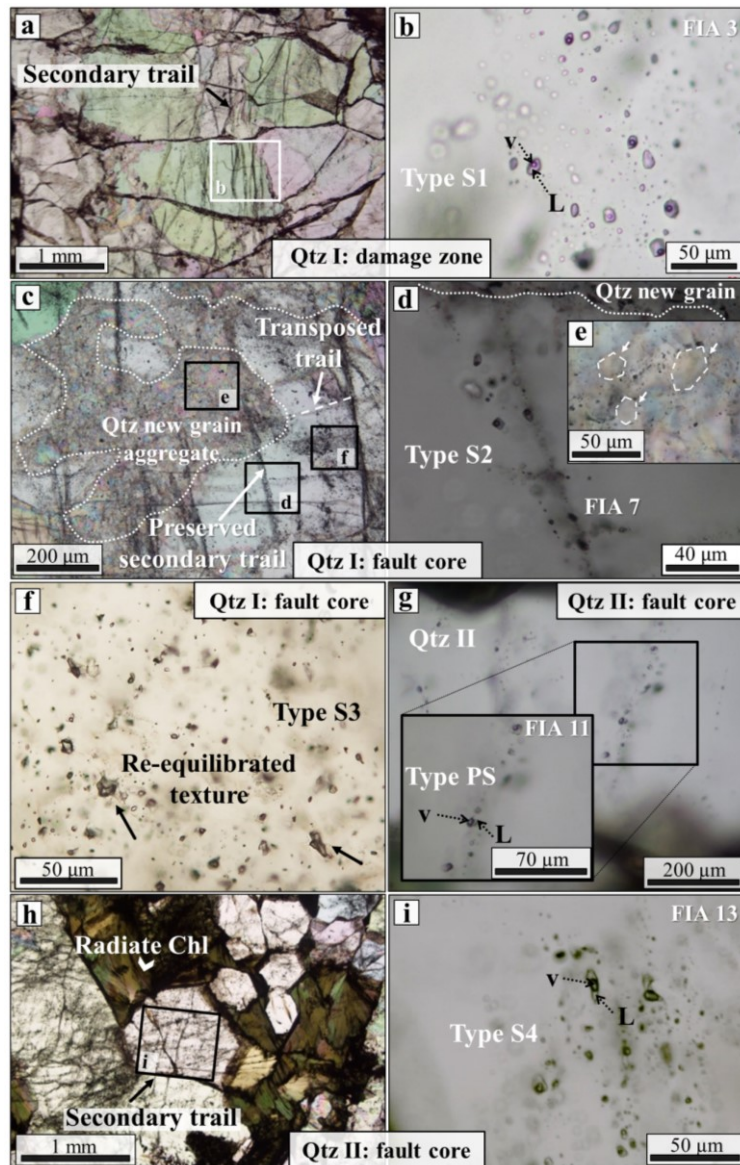 a
Secondary trail
b
1 mm
Qtz I: damage zone
b
FIA 3
v
Type S1
L
50 μm
c
Transposed
trail
e
Qtz new grain
aggregate
f
d
Preserved
secondary trail
200 μm
Qtz I: fault core
d
Qtz new grain
e
50 μm
Type S2
FIA 7
40 μm
f
Qtz I: fault core
Type S3
Re-equilibrated
texture
50 μm
g
Qtz II: fault core
Qtz II
FIA 11
Type PS
v
L
70 μm
200 μm
h
Radiate Chl
i
Secondary trail
1 mm
Qtz II: fault core
i
FIA 13
v
Type S4
L
50 μm